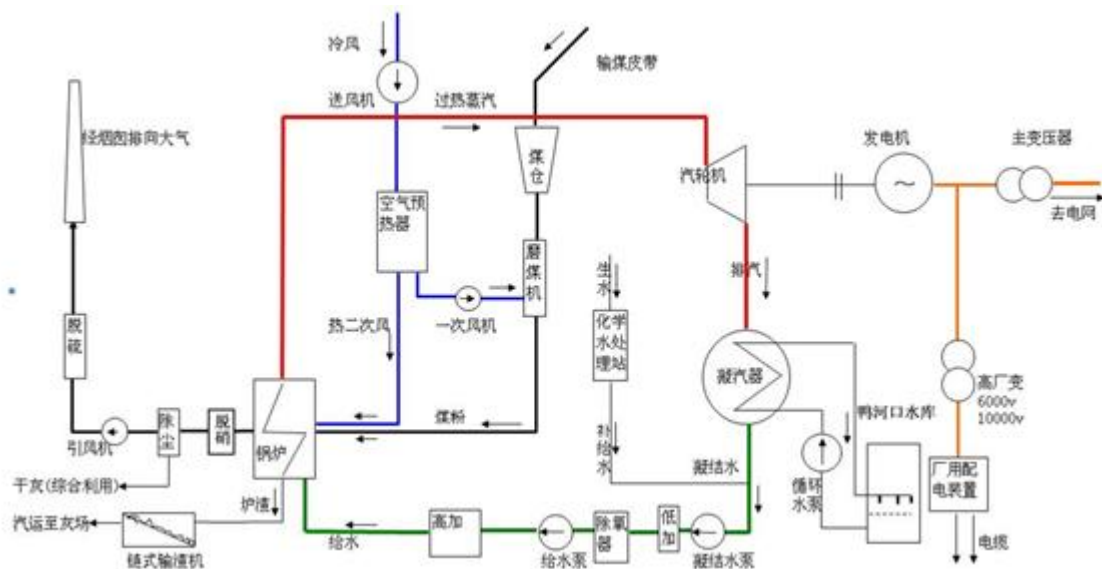 冷风
送风机
过热蒸汽
输煤皮带
经烟囱排向大气
煤仓
发电机
主变压器
汽轮机
～
去电网
空气预
热器
磨煤机
生水
排汽
脱硫
热二次风
一次风机
化学
水处
理站
凝汽器
高厂变
6000v
10000v
鸭河口水库
煤粉
除尘
脱硝
锅炉
引风机
补给水
凝结水
循环
水泵
厂用配
电装置
干灰(综合利用)
炉渣
汽运至灰场
链式输渣机
给水
高加
给水泵
除氧
器
低加
凝结水泵
电缆